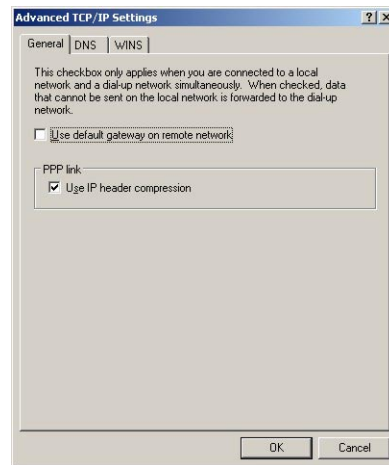 Advanced TCP/IP Settings
General DNS WINS
This checkbox only applies when you are connected to a local
network and a dial-up network simultaneously. When checked, data
that cannot be sent on the local network is forwarded to the dial-up
network.
Use default gateway on remote network
PPP link
Use IP header compression
OK Cancel